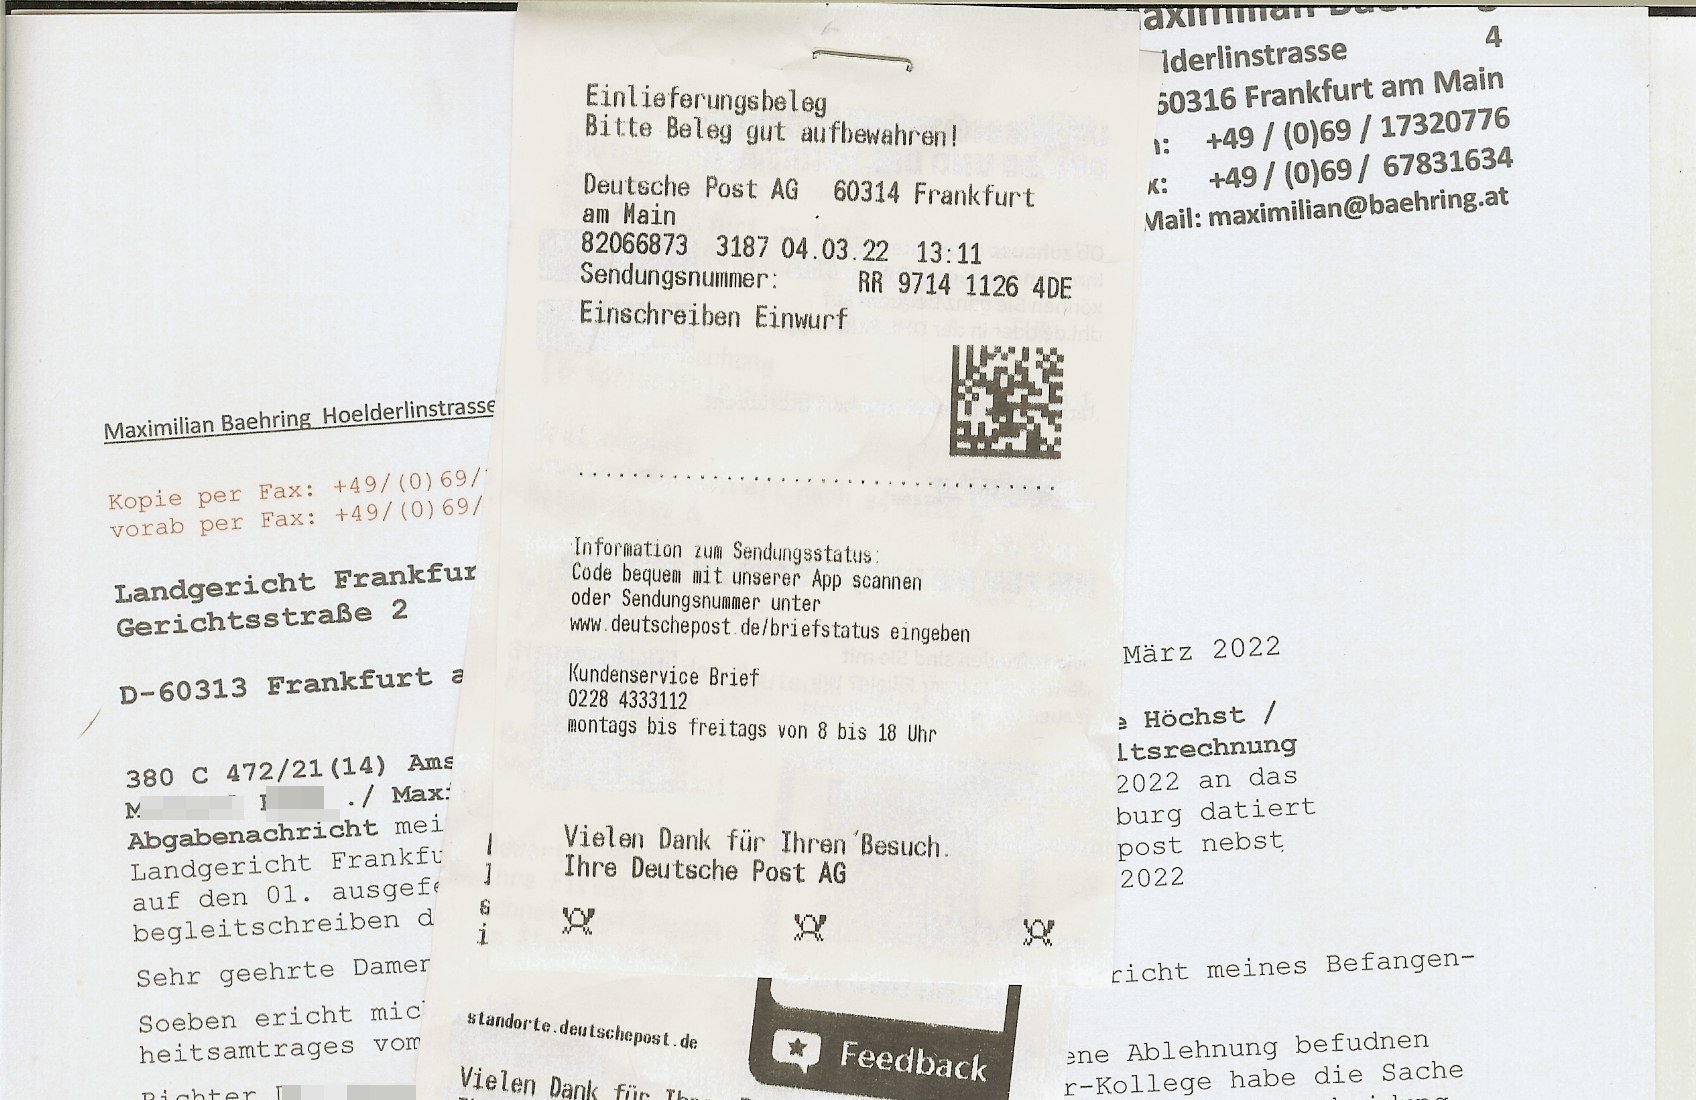 4
Hoelderlinstrasse
60316 Frankfurt am Main
+49 / (0)69 / 17320776
+49 / (0)69 / 67831634
Mail: maximilian@baehring.at
Einlieferungsbeleg
Bitte Beleg gut aufbewahren!
Deutsche Post AG 60314 Frankfurt
am Main
82066873 3187 04.03.22 13:11
Sendungsnummer: RR 9714 1126 4DE
Einschreiben Einwurf
Information zum Sendungsstatus:
Code bequem mit unserer App scannen
oder Sendungsnummer unter
www.deutschepost.de/briefstatus eingeben
Kundenservice Brief
0228 4333112
montags bis freitags von 8 bis 18 Uhr
Vielen Dank für Ihren Besuch.
Ihre Deutsche Post AG
standorte.deutschepost.de
Feedback
Vielen Dank für
Maximilian Baehring Hoelderlinstrasse
Kopie per Fax: +49/(0)69/
vorab per Fax: +49/(0)69/
Landgericht Frankfur
Gerichtsstraße 2
D-60313 Frankfurt a
März 2022
380 C 472/21(14) Ams
e Höchst /
M ./ Maxi
ltsrechnung
Abgabenachricht mei
2022 an das
Landgericht Frankfu
burg datiert
auf den 01. ausgefe
post nebst
begleitschreiben d
2022
Sehr geehrte Damen
richt meines Befangen-
Soeben ericht mic
heitsamtrages vom
ene Ablehnung befudnen
Richter
r-Kollege habe die Sache